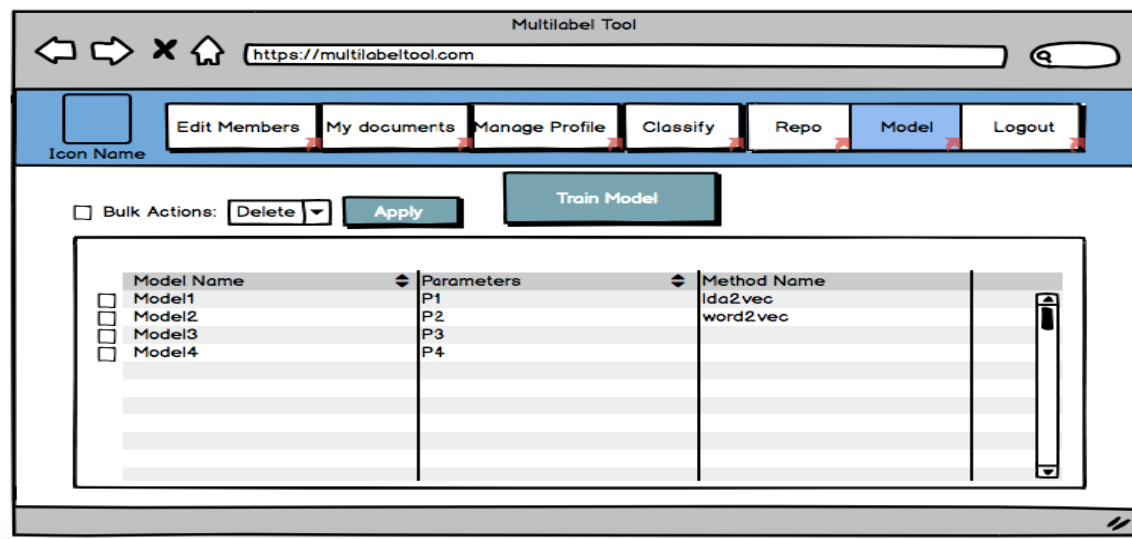 Multilabel Tool
https://multilabeltool.com
Edit Members My documents Manage Profile Classify Repo Model Logout
Icon Name
Train Model
Bulk Actions: Delete Apply
Model Name Parameters Method Name
Model1 P1 lda2vec
Model2 P2 word2vec
Model3 P3
Model4 P4